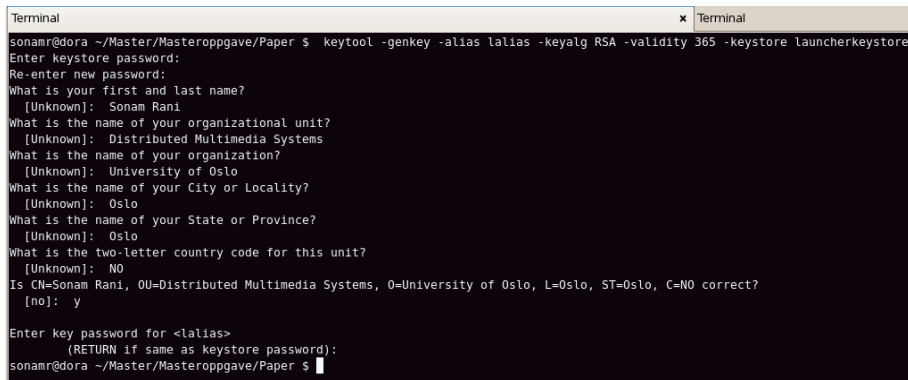 Terminal × Terminal
sonamr@dora ~/Master/Masteroppgave/Paper $  keytool -genkey -alias lalias -keyalg RSA -validity 365 -keystore launcherkeystore
Enter keystore password:
Re-enter new password:
What is your first and last name?
  [Unknown]:  Sonam Rani
What is the name of your organizational unit?
  [Unknown]:  Distributed Multimedia Systems
What is the name of your organization?
  [Unknown]:  University of Oslo
What is the name of your City or Locality?
  [Unknown]:  Oslo
What is the name of your State or Province?
  [Unknown]:  Oslo
What is the two-letter country code for this unit?
  [Unknown]:  NO
Is CN=Sonam Rani, OU=Distributed Multimedia Systems, O=University of Oslo, L=Oslo, ST=Oslo, C=NO correct?
  [no]:  y
Enter key password for <lalias>
        (RETURN if same as keystore password):
sonamr@dora ~/Master/Masteroppgave/Paper $